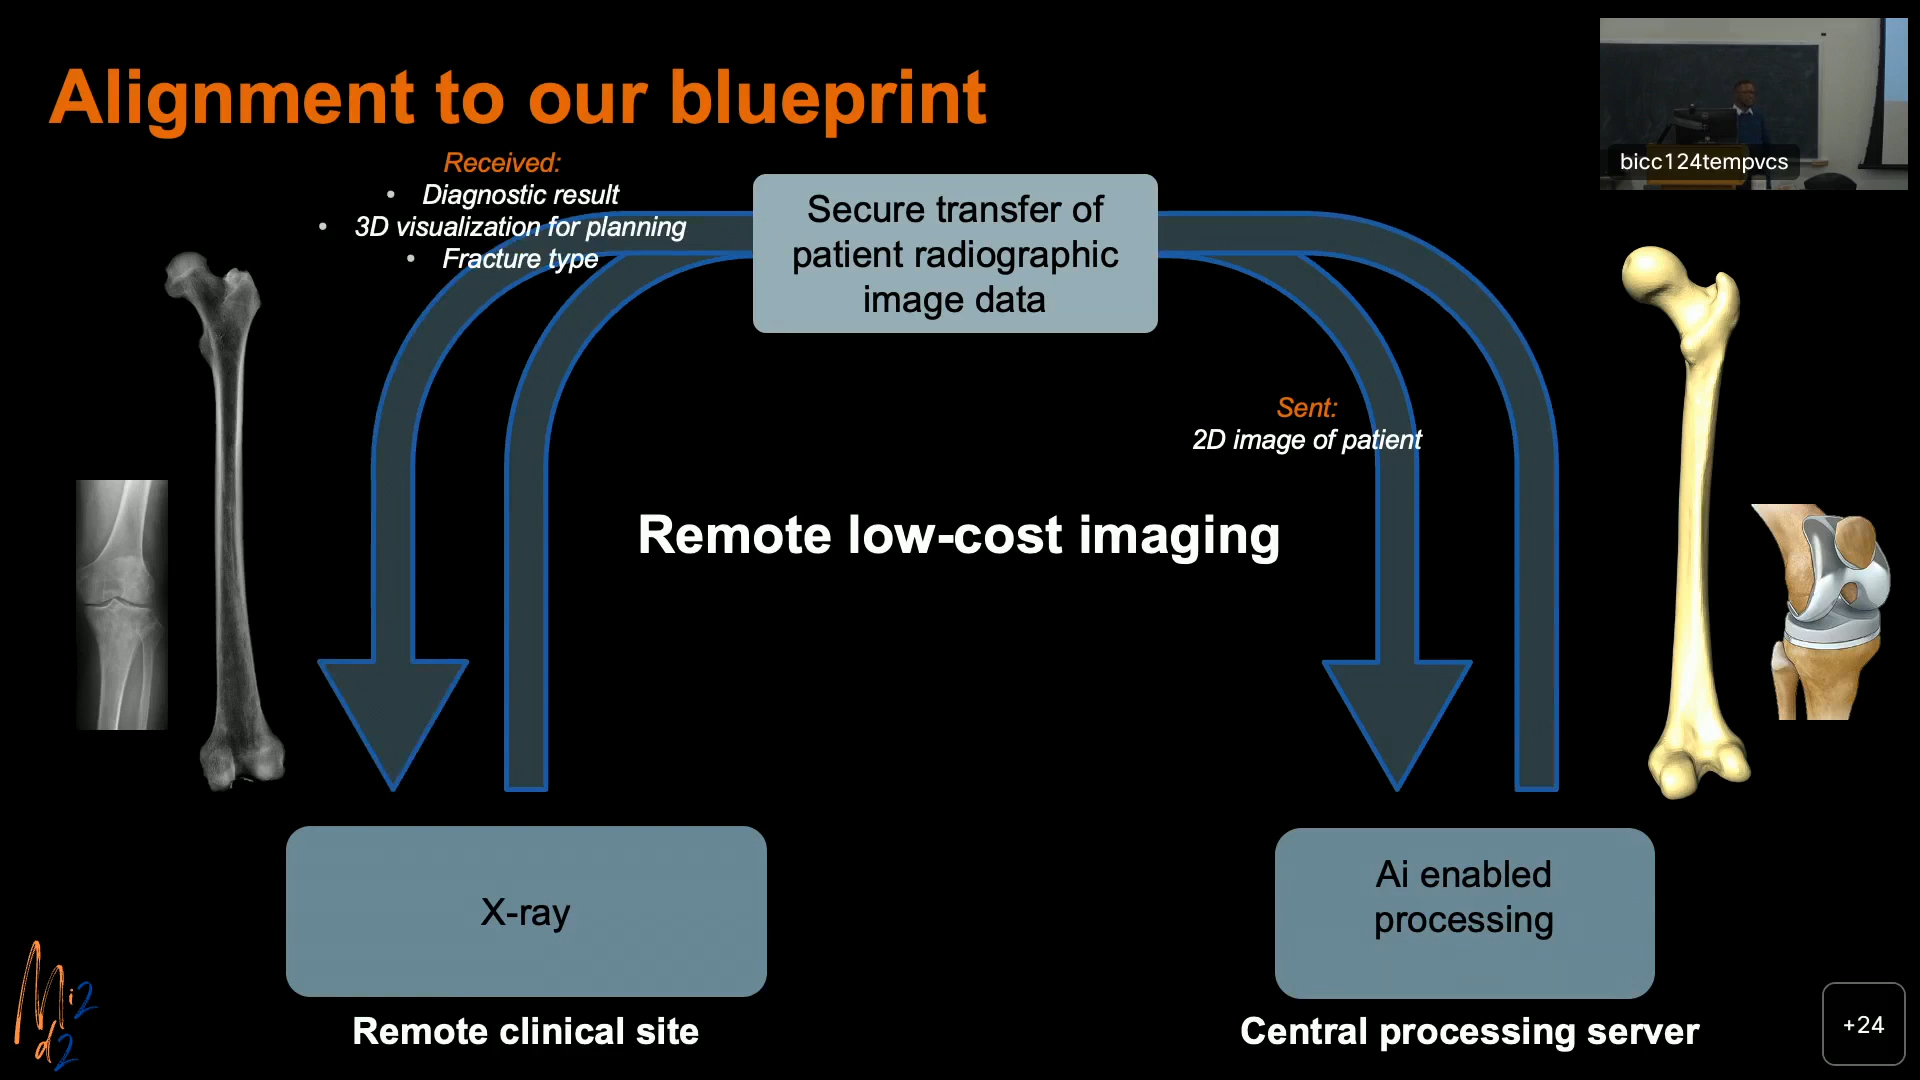 Alignment to our blueprint
bicc124tempvcs
Received:
• Diagnostic result
• 3D visualization for planning
• Fracture type
Secure transfer of
patient radiographic
image data
Sent:
2D image of patient
Remote low-cost imaging
X-ray
Ai enabled
processing
Remote clinical site
Central processing server
Mi2
d2
+24